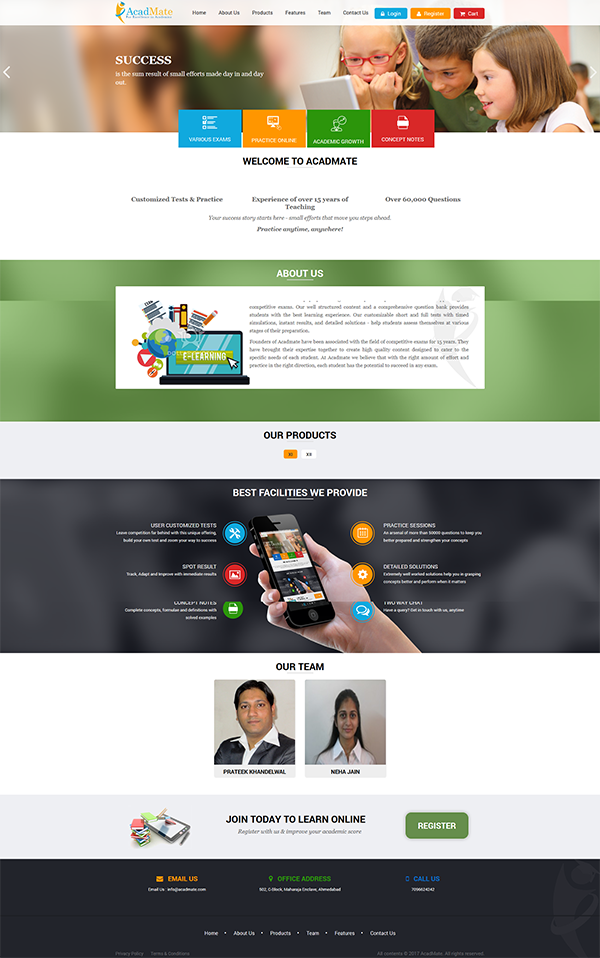 AcadMate
For Excellence in Academics
Home About Us Products Features Team Contact Us Login Register Cart
SUCCESS
is the sum result of small efforts made day in and day
out.
VARIOUS EXAMS PRACTICE ONLINE ACADEMIC GROWTH CONCEPT NOTES
WELCOME TO ACADMATE
Customized Tests & Practice Experience of over 15 years of Teaching Over 60,000 Questions
Your success story starts here - small efforts that move you steps ahead.
Practice anytime, anywhere!
ABOUT US
competitive exams. Our well structured content and a comprehensive question bank provides
students with the best learning experience. Our customizable short and full tests with timed
simulations, instant results, and detailed solutions - help students assess themselves at various
stages of their preparation.
Founders of Acadmate have been associated with the field of competitive exams for 15 years. They
have brought their expertise together to create high quality content designed to cater to the
specific needs of each student. At Acadmate we believe that with the right amount of effort and
practice in the right direction, each student has the potential to succeed in any exam.
E-LEARNING
OUR PRODUCTS
XI XII
BEST FACILITIES WE PROVIDE
USER CUSTOMIZED TESTS
Leave competition far behind with this unique offering,
build your own test and zoom your way to success
PRACTICE SESSIONS
An arsenal of more than 50000 questions to keep you
better prepared and strengthen your concepts
SPOT RESULT
Track, Adapt and Improve with immediate results
DETAILED SOLUTIONS
Extremely well worked solutions help you in grasping
concepts better and perform when it matters
CONCEPT NOTES
Complete concepts, formulae and definitions with
solved examples
TWO WAY CHAT
Have a query? Get in touch with us, anytime
OUR TEAM
PRATEEK KHANDELWAL NEHA JAIN
JOIN TODAY TO LEARN ONLINE
Register with us & improve your academic score
REGISTER
EMAIL US OFFICE ADDRESS CALL US
Email Us : info@acadmate.com 502, C-Block, Maharaja Enclave, Ahmedabad 7096624242
Home • About Us • Products • Team • Features • Contact Us
Privacy Policy Terms & Conditions All contents © 2017 AcadMate. All rights reserved.